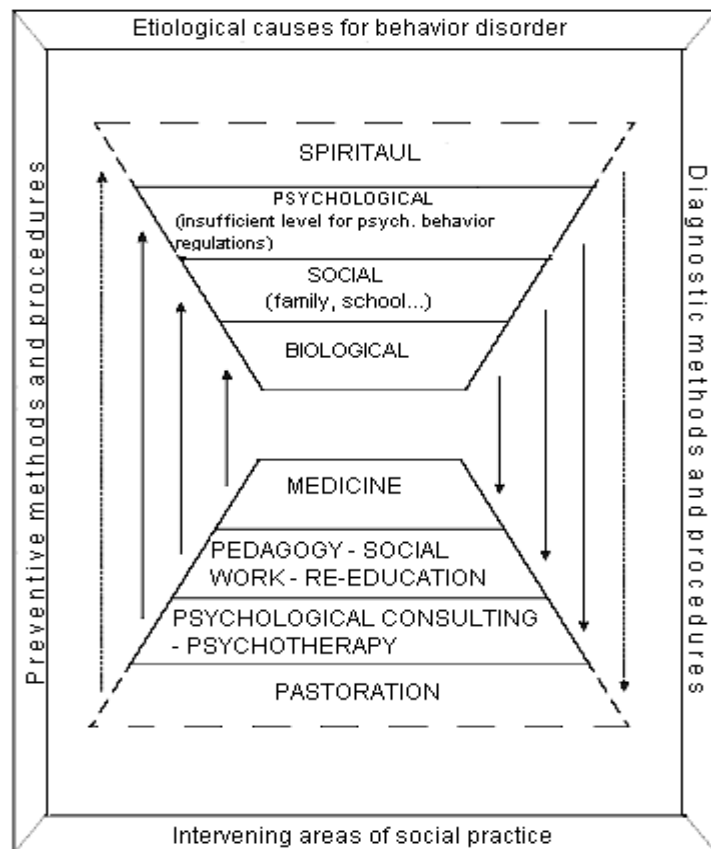 Etiological causes for behavior disorder
Preventive methods and procedures
SPIRITAUL
PSYCHOLOGICAL
(insufficient level for psych. behavior
regulations)
SOCIAL
(family, school...)
BIOLOGICAL
MEDICINE
PEDAGOGY - SOCIAL
WORK - RE-EDUCATION
PSYCHOLOGICAL CONSULTING
- PSYCHOTHERAPY
PASTORATION
Diagnostic methods and procedures
Intervening areas of social practice